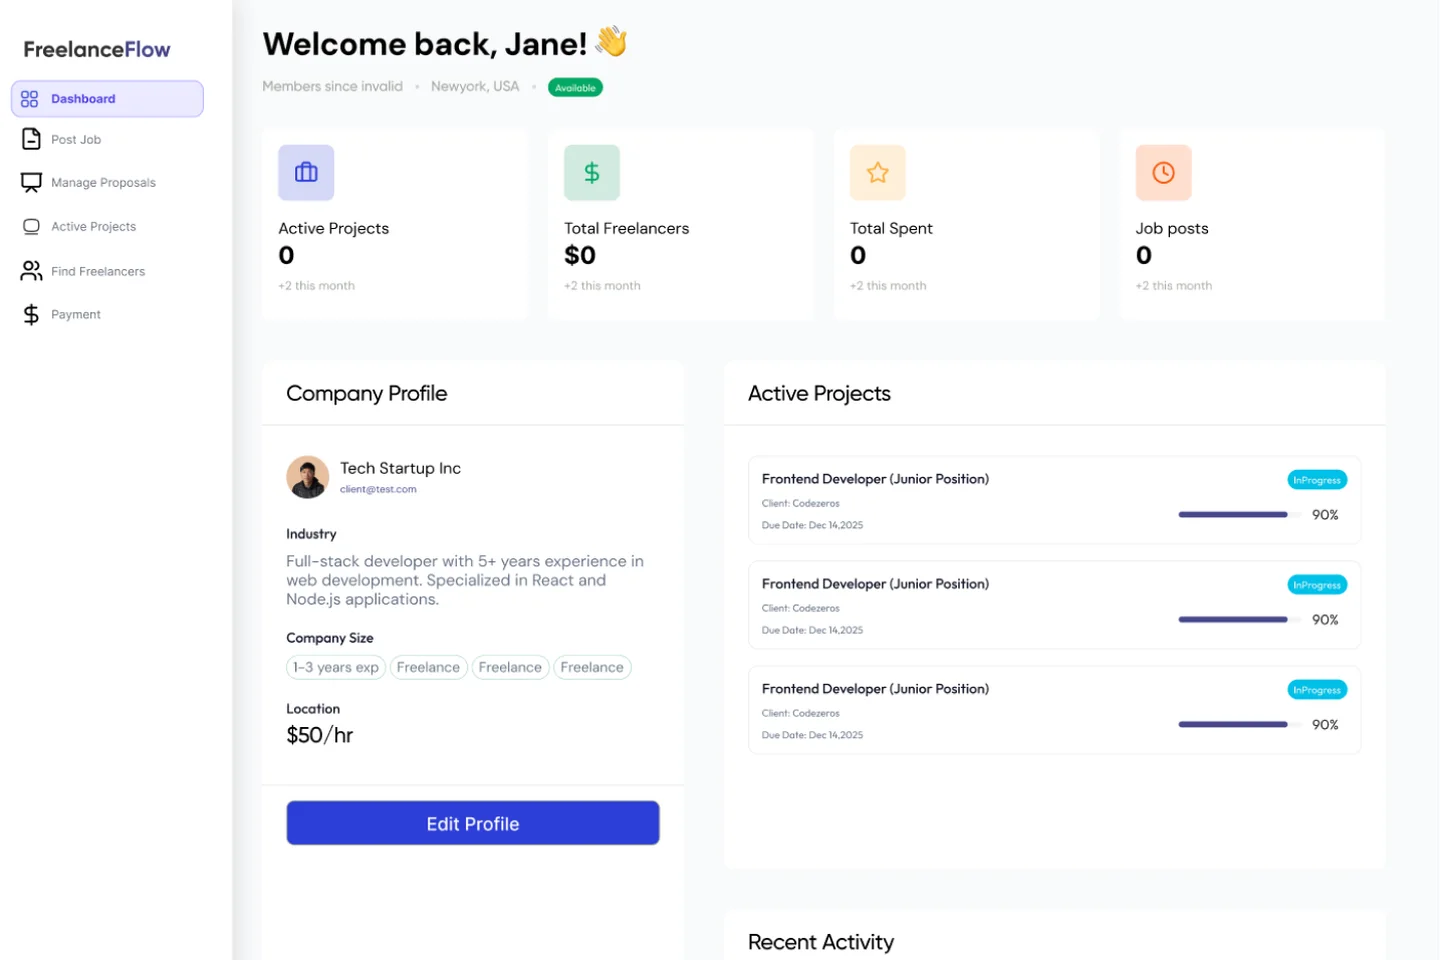 FreelanceFlow
Dashboard
Post Job
Manage Proposals
Active Projects
Find Freelancers
Payment
Welcome back, Jane! 👋
Members since invalid • Newyork, USA • Available
Active Projects
0
+2 this month
Total Freelancers
$0
+2 this month
Total Spent
0
+2 this month
Job posts
0
+2 this month
Company Profile
Tech Startup Inc
client@test.com
Industry
Full-stack developer with 5+ years experience in
web development. Specialized in React and
Node.js applications.
Company Size
1-3 years exp Freelance Freelance Freelance
Location
$50/hr
Edit Profile
Active Projects
Frontend Developer (Junior Position)
InProgress
Client: Codezeros
Due Date: Dec 14,2025
90%
Frontend Developer (Junior Position)
InProgress
Client: Codezeros
Due Date: Dec 14,2025
90%
Frontend Developer (Junior Position)
InProgress
Client: Codezeros
Due Date: Dec 14,2025
90%
Recent Activity